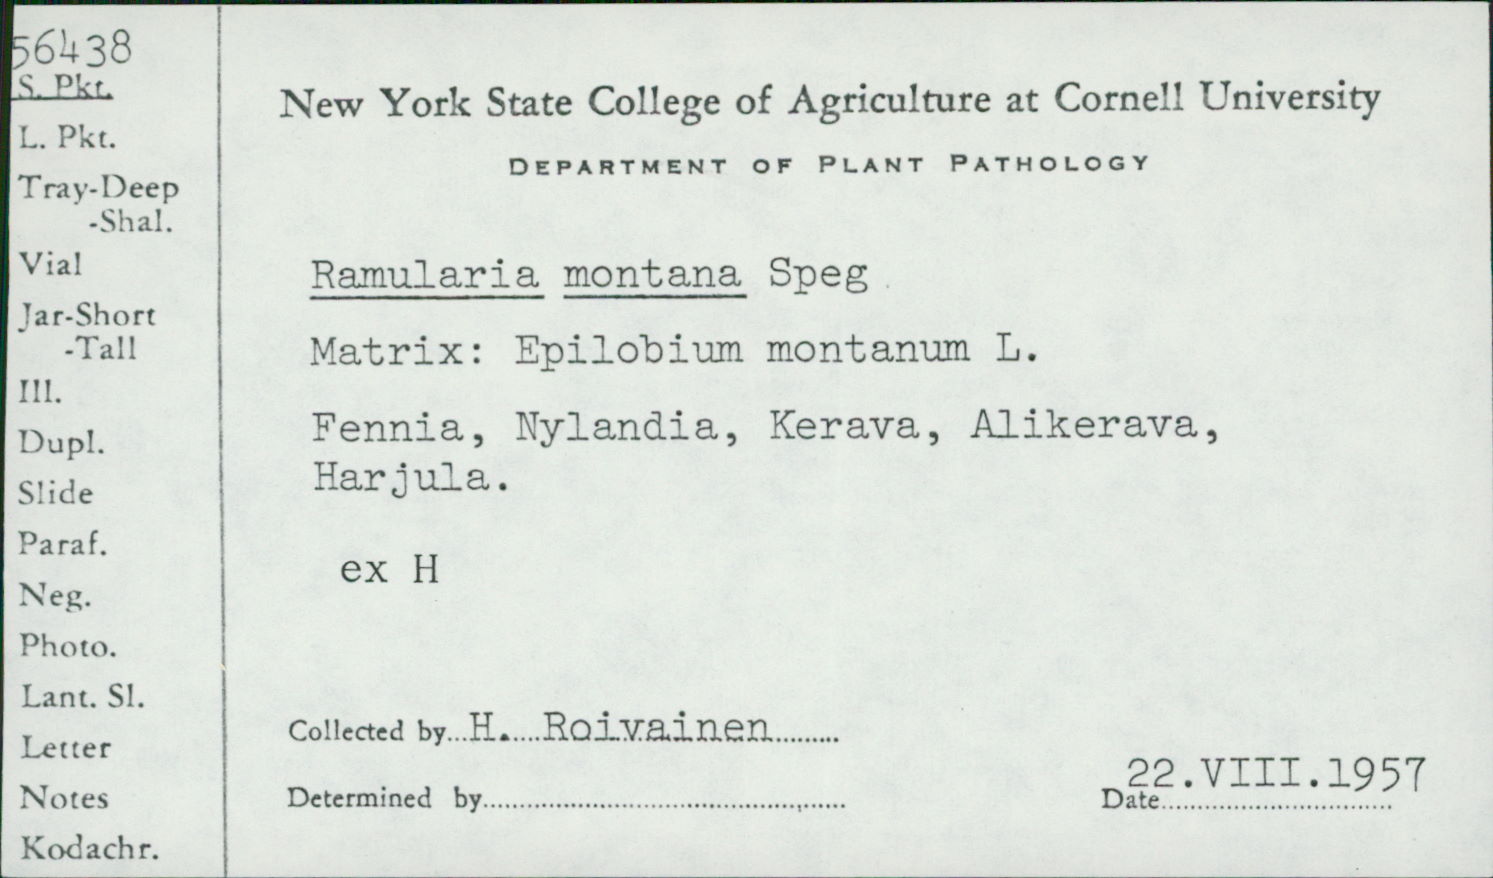 56438
S. Pkt.
L. Pkt.
Tray-Deep
-Shal.
Vial
Jar-Short
-Tall
Ill.
Dupl.
Slide
Paraf.
Neg.
Photo.
Lant. Sl.
Letter
Notes
Kodachr.
New York State College of Agriculture at Cornell University
DEPARTMENT OF PLANT PATHOLOGY
Ramularia montana Speg.
Matrix: Epilobium montanum L.
Fennia, Nylandia, Kerava, Alikerava,
Harjula.
ex H
Collected by H. Roivainen
Determined by
Date 22.VIII.1957